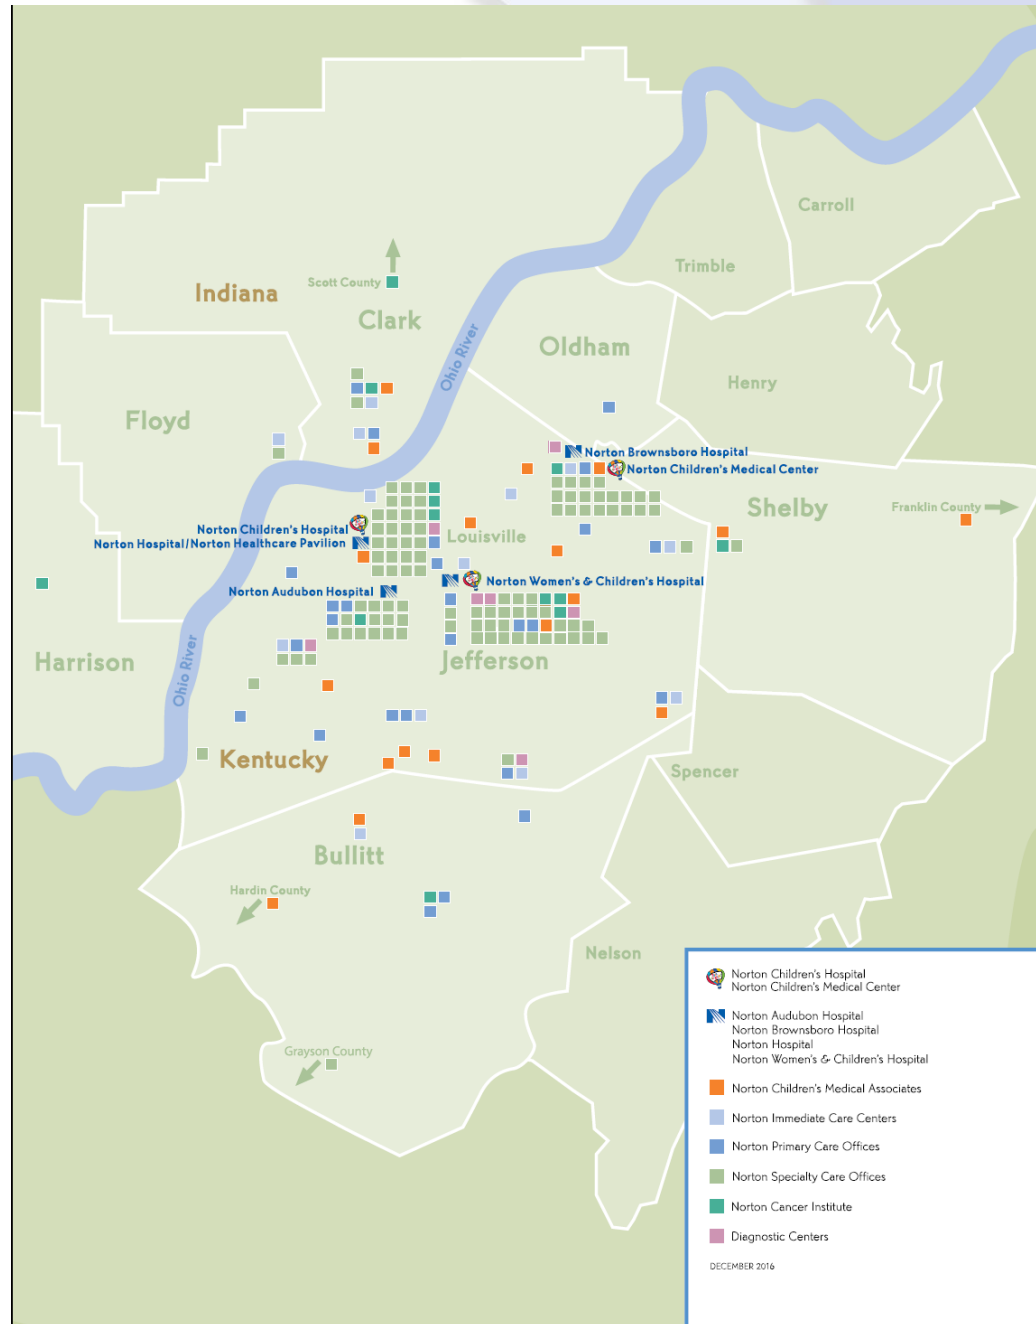 Carroll
Trimble
Indiana
Scott County
Clark
Ohio River
Oldham
Henry
Floyd
Norton Brownsboro Hospital
Norton Children's Medical Center
Shelby
Franklin County
Norton Children's Hospital
Norton Hospital/Norton Healthcare Pavilion
Louisville
Norton Women's & Children's Hospital
Norton Audubon Hospital
Harrison
Jefferson
Ohio River
Kentucky
Spencer
Bullitt
Hardin County
Nelson
Grayson County
Norton Children's Hospital
Norton Children's Medical Center
Norton Audubon Hospital
Norton Brownsboro Hospital
Norton Hospital
Norton Women's & Children's Hospital
Norton Children's Medical Associates
Norton Immediate Care Centers
Norton Primary Care Offices
Norton Specialty Care Offices
Norton Cancer Institute
Diagnostic Centers
DECEMBER 2016